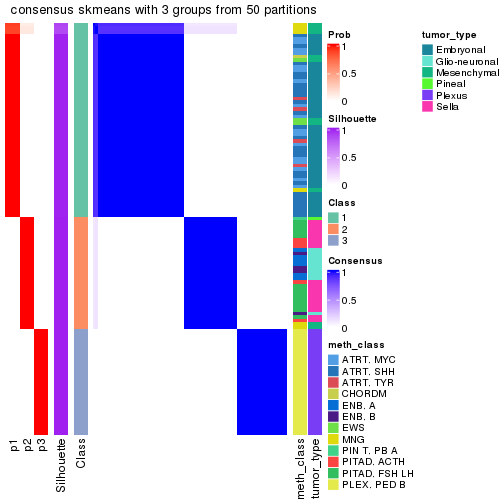 consensus skmeans with 3 groups from 50 partitions
p1
p2
p3
Silhouette
Class
meth_class
tumor_type
Prob
1
0.5
0
Silhouette
1
0.5
0
Class
1
2
3
Consensus
1
0.5
0
meth_class
ATRT. MYC
ATRT. SHH
ATRT. TYR
CHORDM
ENB. A
ENB. B
EWS
MNG
PIN T. PB A
PITAD. ACTH
PITAD. FSH LH
PLEX. PED B
tumor_type
Embryonal
Glio-neuronal
Mesenchymal
Pineal
Plexus
Sella